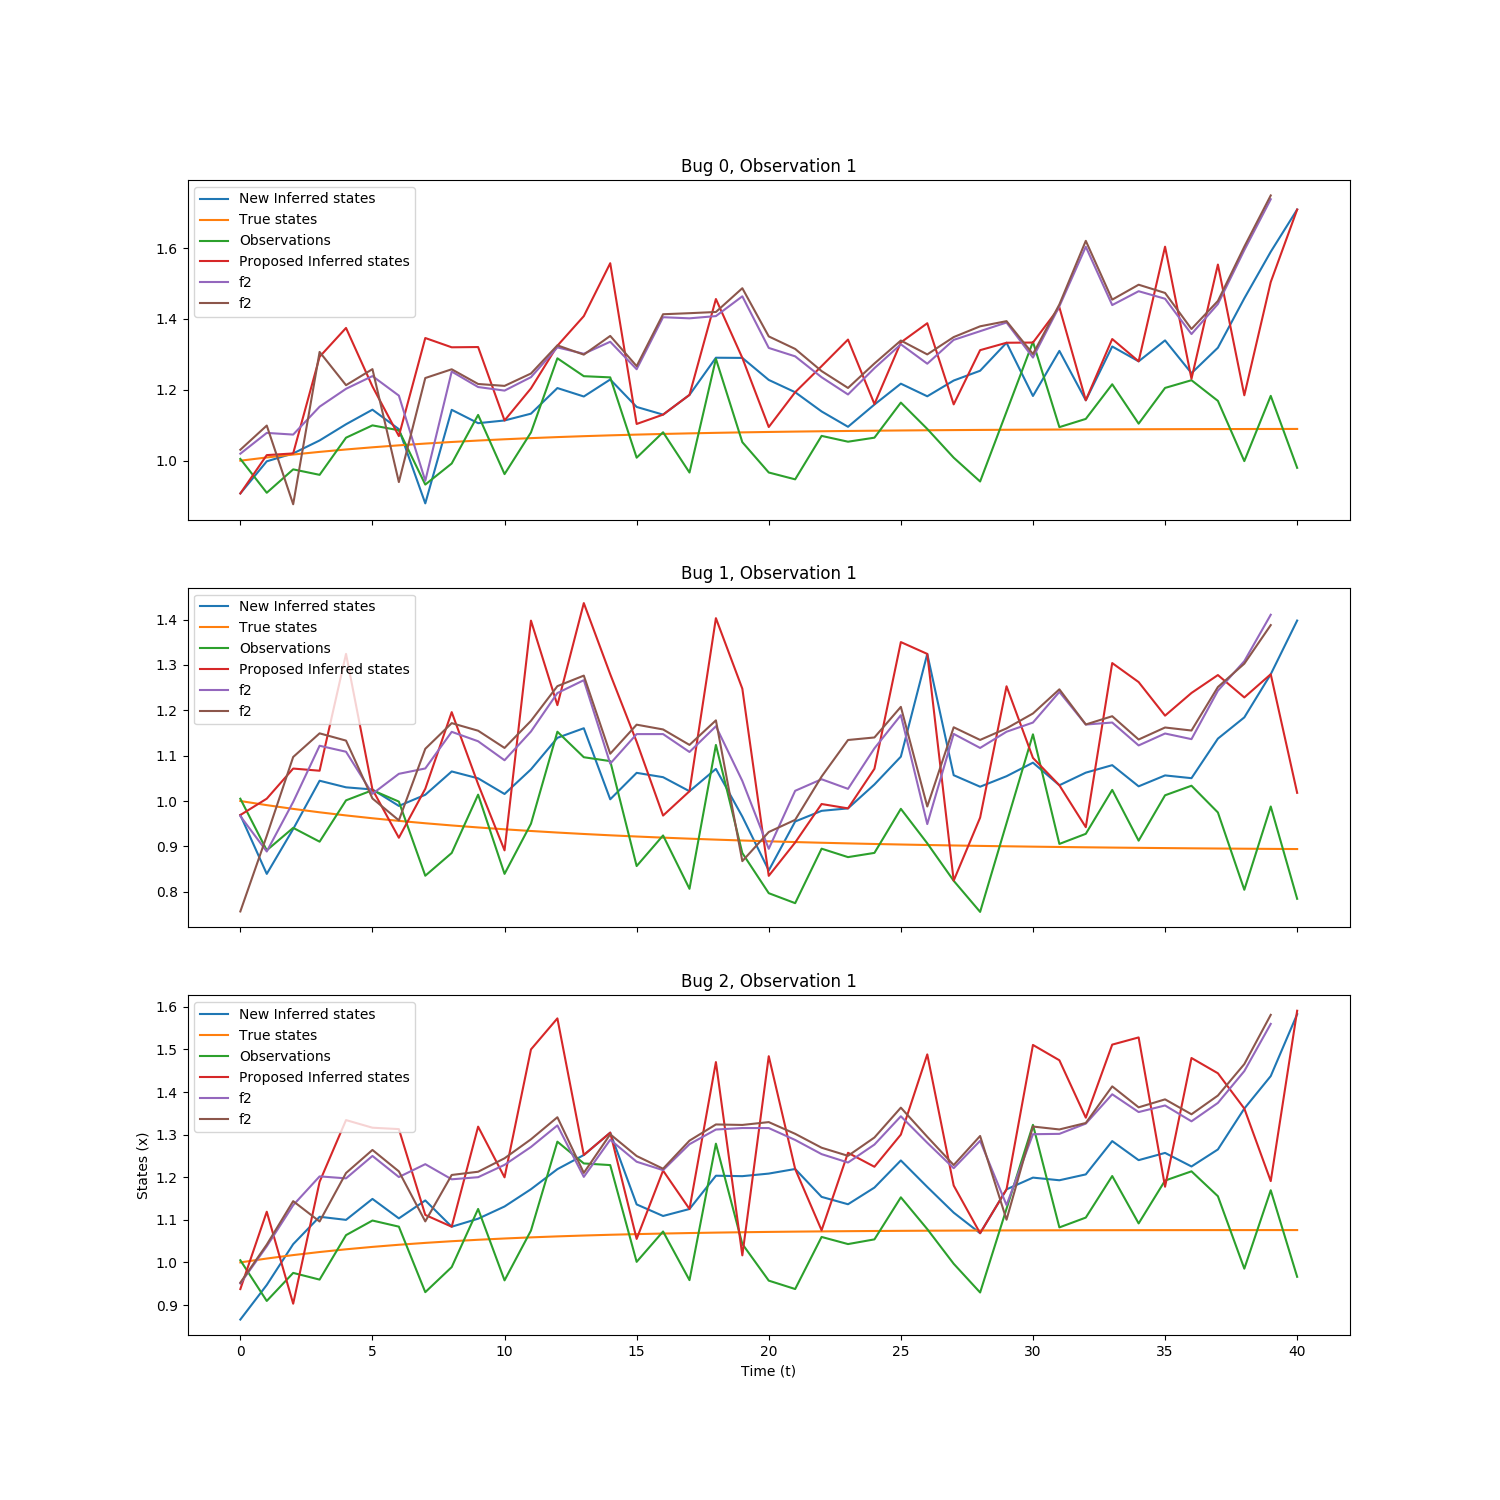 Bug 0, Observation 1
New Inferred states
True states
Observations
Proposed Inferred states
f2
f2
1.6
1.4
1.2
1.0
Bug 1, Observation 1
New Inferred states
True states
Observations
Proposed Inferred states
f2
f2
1.4
1.3
1.2
1.1
1.0
0.9
0.8
Bug 2, Observation 1
New Inferred states
True states
Observations
Proposed Inferred states
f2
f2
1.6
1.5
1.4
1.3
1.2
1.1
1.0
0.9
States (x)
0 5 10 15 20 25 30 35 40
Time (t)